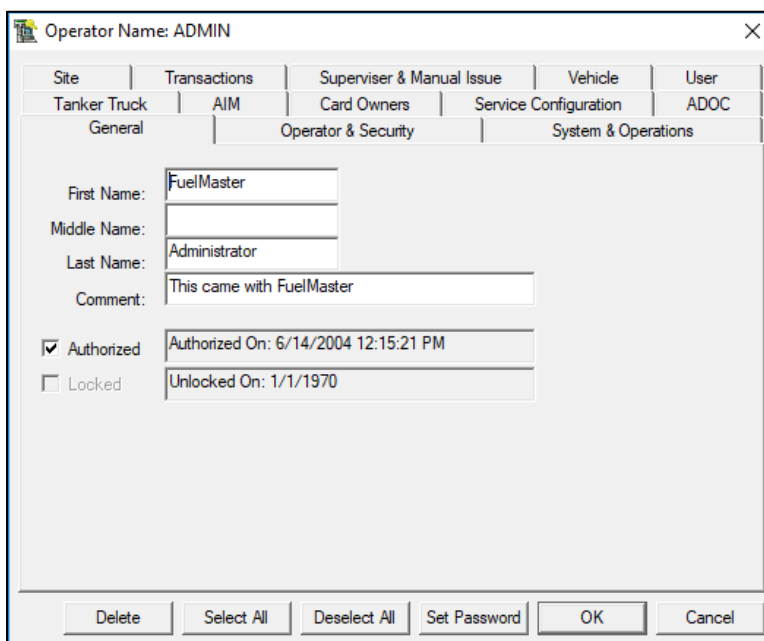 Operator Name: ADMIN
Site Transactions Superviser & Manual Issue Vehicle User
Tanker Truck AIM Card Owners Service Configuration ADOC
General Operator & Security System & Operations
First Name: FuelMaster
Middle Name:
Last Name: Administrator
Comment: This came with FuelMaster
Authorized Authorized On: 6/14/2004 12:15:21 PM
Locked Unlocked On: 1/1/1970
Delete Select All Deselect All Set Password OK Cancel